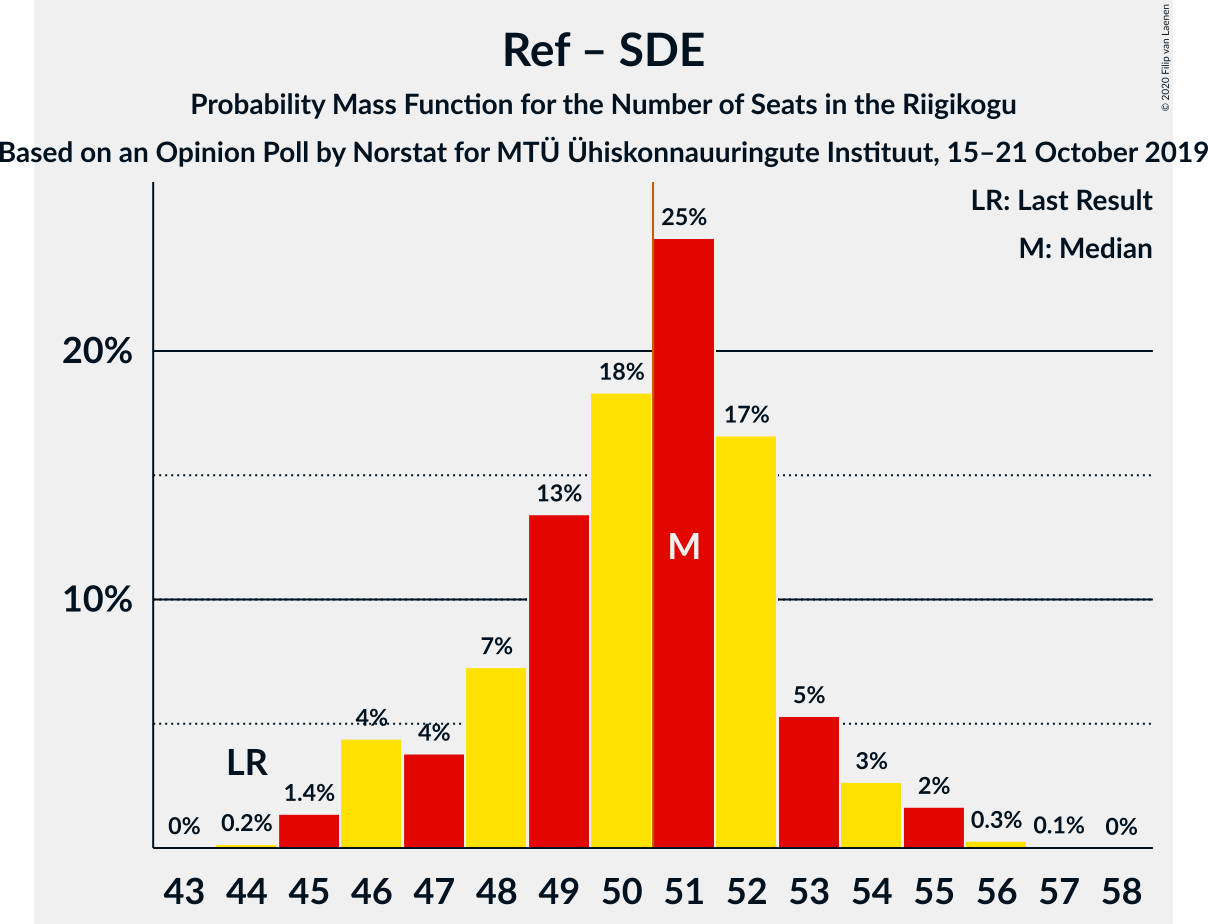 Ref – SDE
Probability Mass Function for the Number of Seats in the Riigikogu
Based on an Opinion Poll by Norstat for MTÜ Ühiskonnauuringute Instituut, 15–21 October 2019
© 2020 Filip van Laenen
LR: Last Result
M: Median
25%
20%
18%
17%
13%
M
10%
7%
5%
4%
4%
LR
3%
2%
1.4%
0%
0.2%
0.3%
0.1%
0%
43 44 45 46 47 48 49 50 51 52 53 54 55 56 57 58